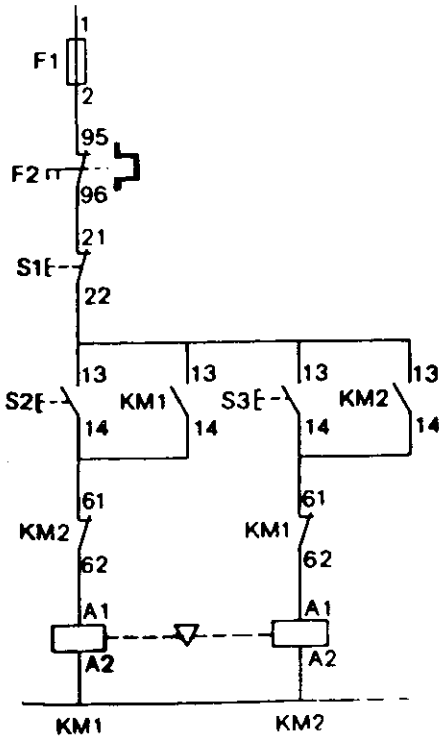 1
F1
2
95
F2
96
21
S1
22
13 13 13 13
S2 KM1 S3 KM2
14 14 14 14
61 61
KM2 KM1
62 62
A1 A1
A2 A2
KM1 KM2